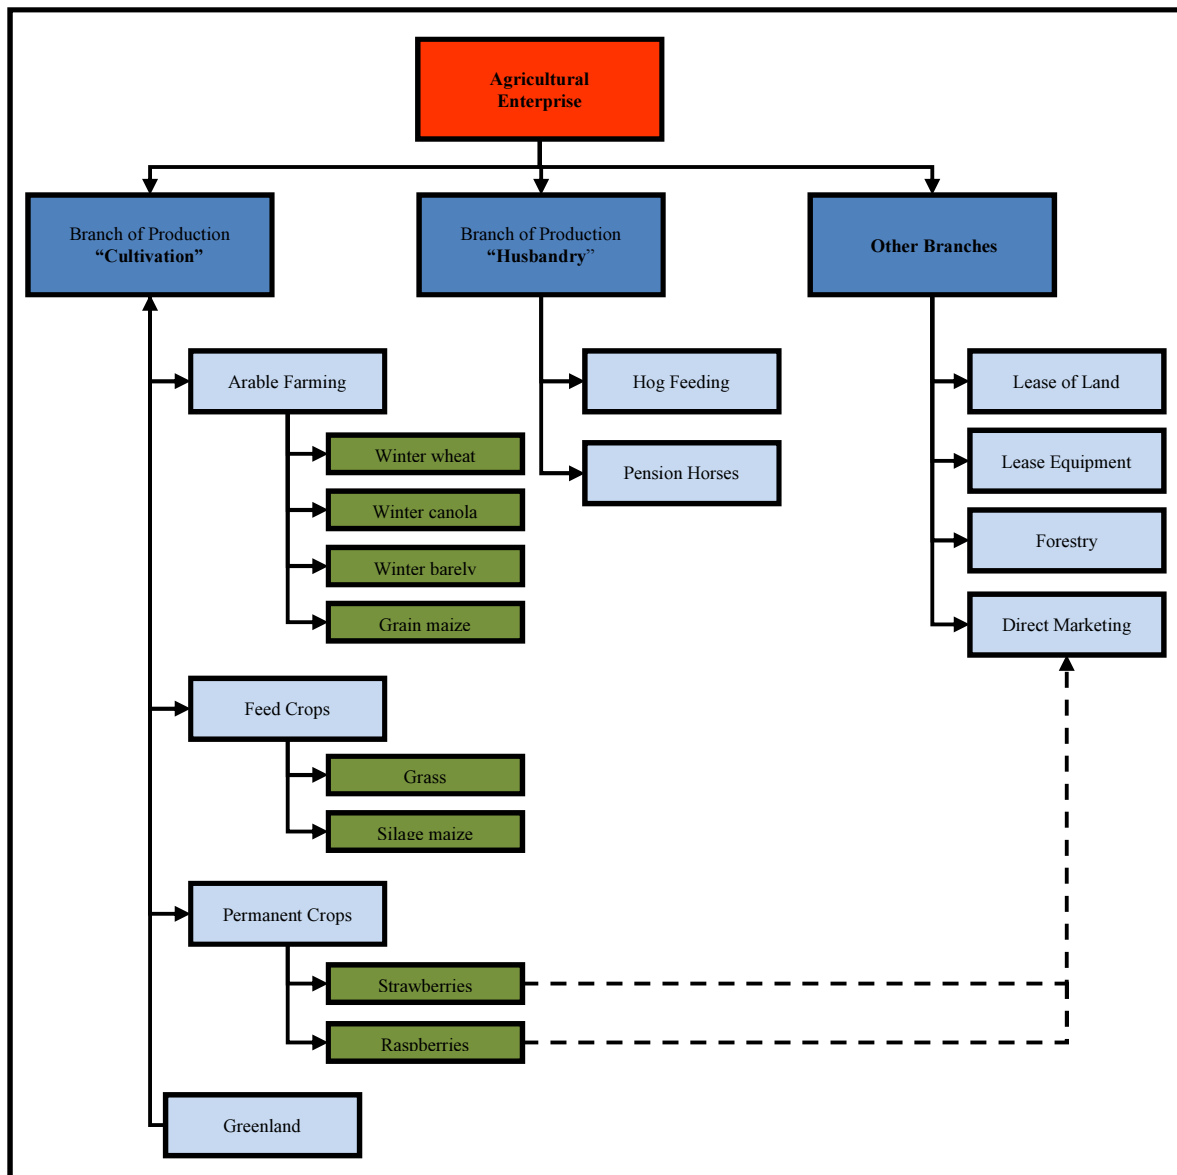 Agricultural
Enterprise
Branch of Production
“Cultivation”
Branch of Production
“Husbandry”
Other Branches
Arable Farming
Winter wheat
Winter canola
Winter barely
Grain maize
Feed Crops
Grass
Silage maize
Permanent Crops
Strawberries
Raspberries
Greenland
Hog Feeding
Pension Horses
Lease of Land
Lease Equipment
Forestry
Direct Marketing